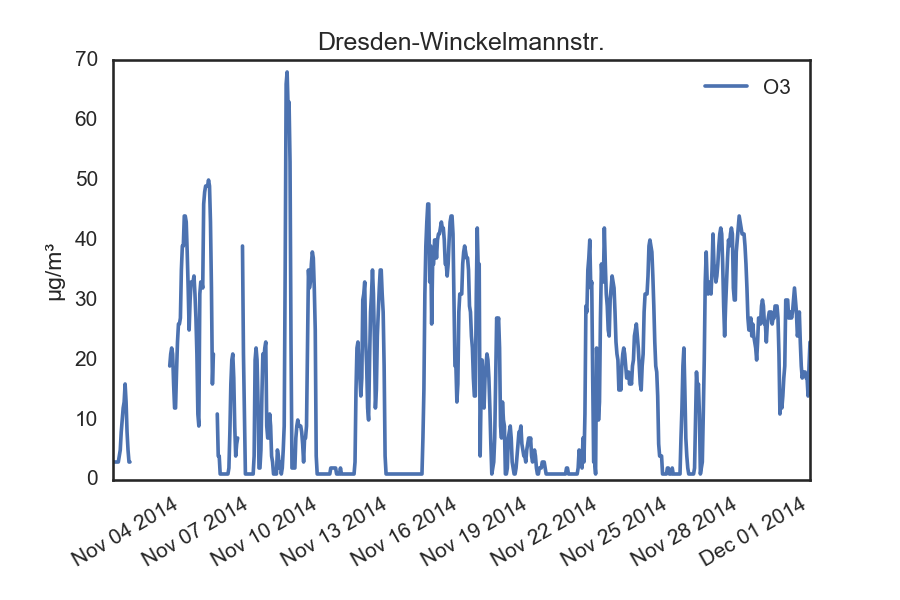 Dresden-Winckelmannstr.
70
60
50
40
30
20
10
0
µg/m³
O3
Nov 04 2014
Nov 07 2014
Nov 10 2014
Nov 13 2014
Nov 16 2014
Nov 19 2014
Nov 22 2014
Nov 25 2014
Nov 28 2014
Dec 01 2014